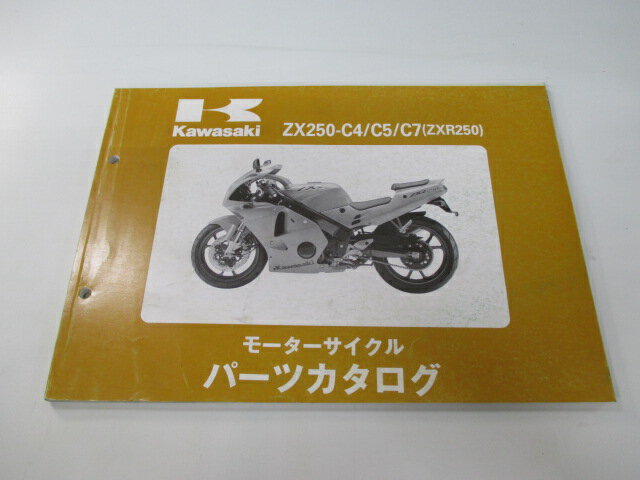 Kawasaki
ZX250-C4/C5/C7(ZXR250)
Kawasaki
モーターサイクル
パーツカタログ